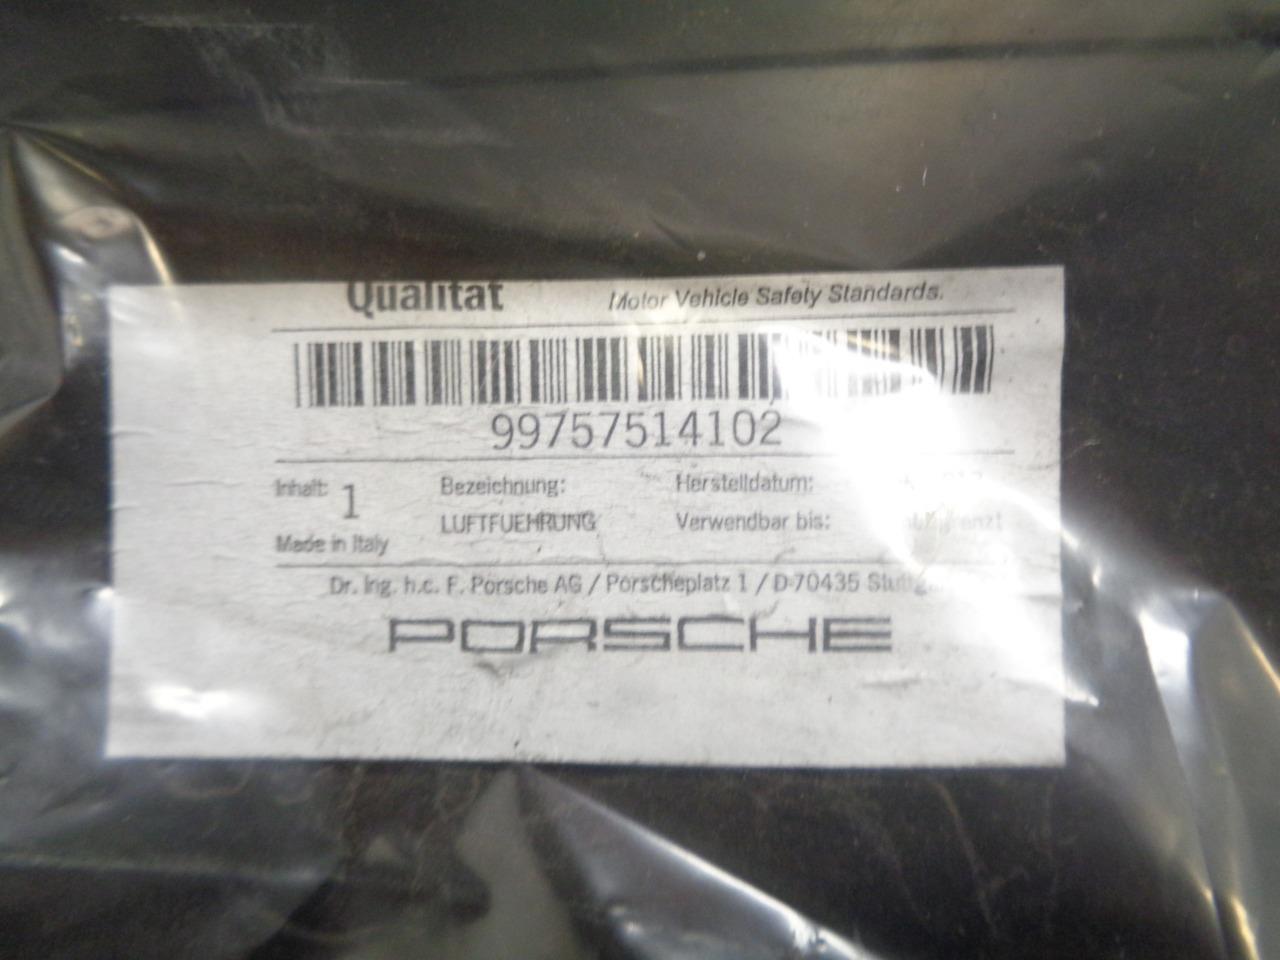 Qualität
Motor Vehicle Safety Standards.
99757514102
Inhalt: 1
Bezeichnung:
Herstelldatum:
LUFTFUEHRUNG
Verwendbar bis:
Made in Italy
Dr. Ing. h.c. F. Porsche AG / Porscheplatz 1 / D-70435
PORSCHE